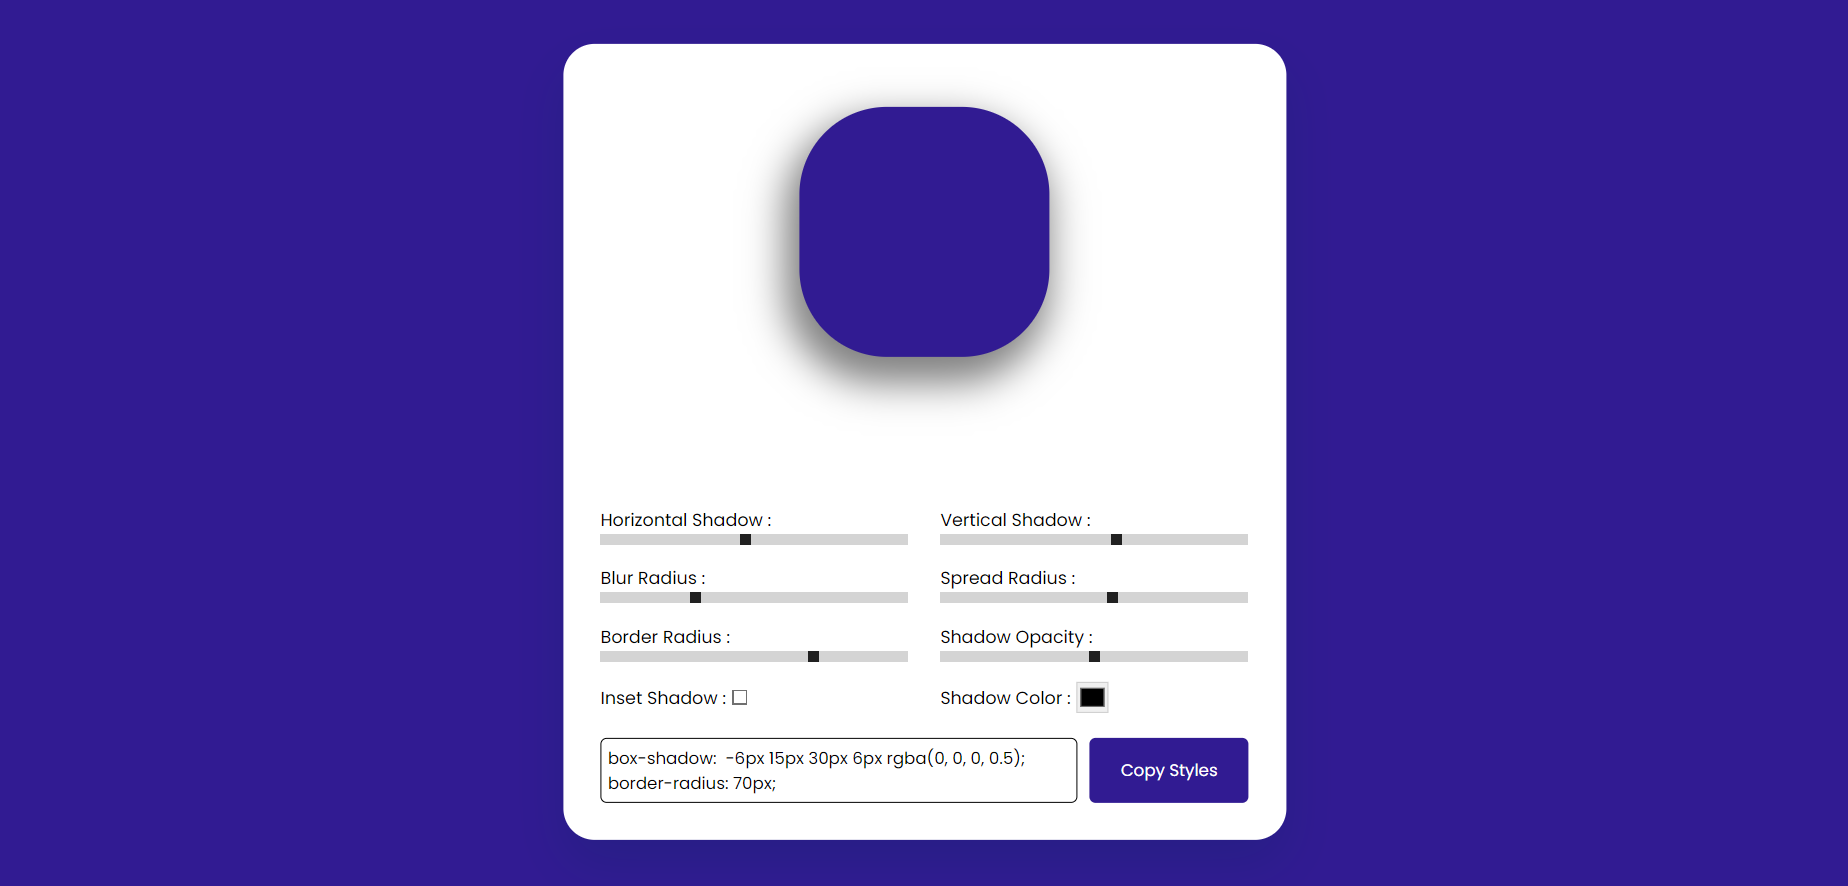 Horizontal Shadow :
Vertical Shadow :
Blur Radius :
Spread Radius :
Border Radius :
Shadow Opacity :
Inset Shadow :
Shadow Color :
box-shadow:  -6px 15px 30px 6px rgba(0, 0, 0, 0.5);
border-radius: 70px;
Copy Styles